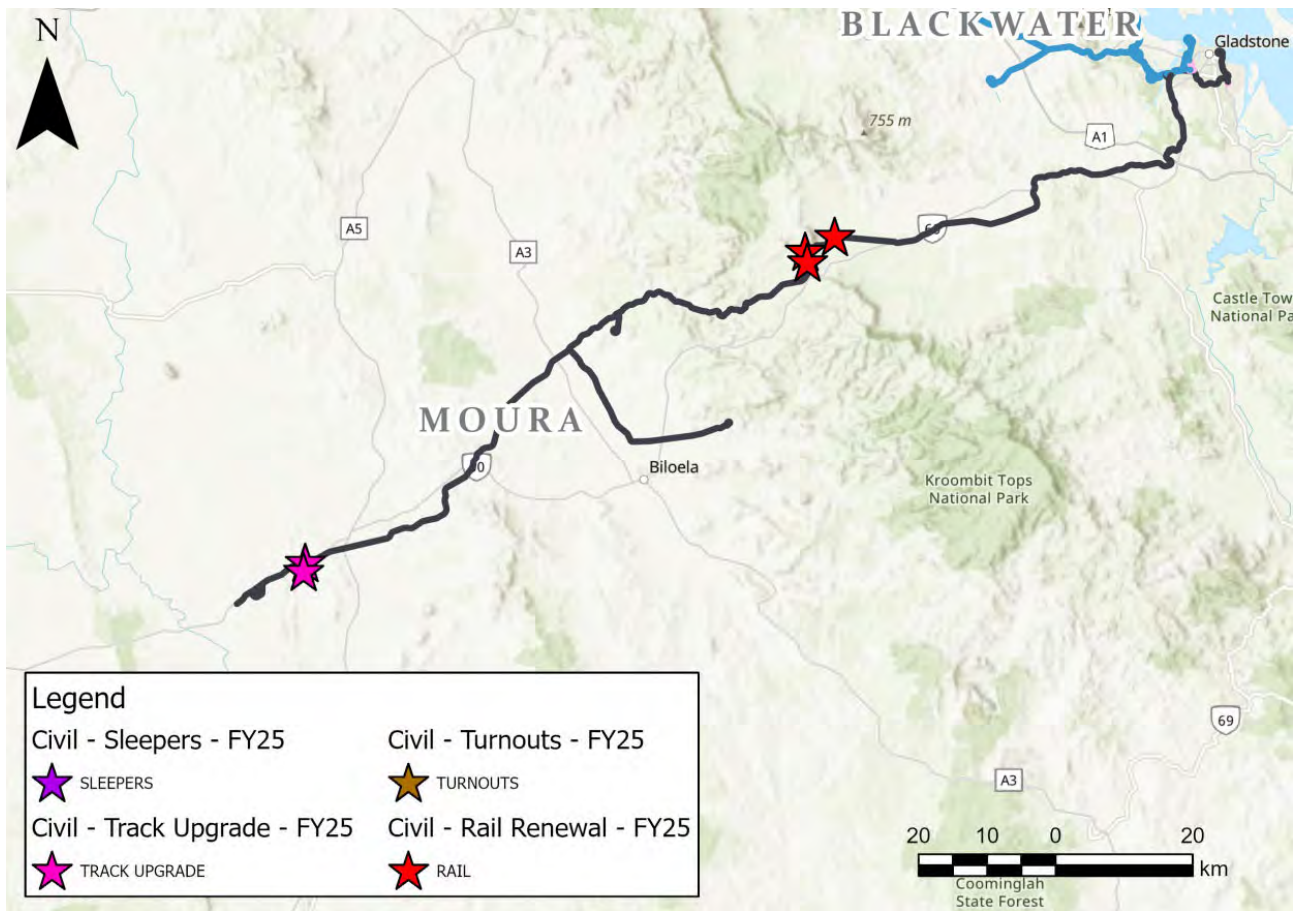 BLACKWATER
N
Gladstone
755 m
A1
A5
A3
Castle Tow
National Pa
MOURA
Biloela
Kroombit Tops
National Park
Legend
Civil - Sleepers - FY25
SLEEPERS
Civil - Turnouts - FY25
TURNOUTS
Civil - Track Upgrade - FY25
TRACK UPGRADE
Civil - Rail Renewal - FY25
RAIL
69
A3
20 10 0 20
km
Coominglah
State Forest